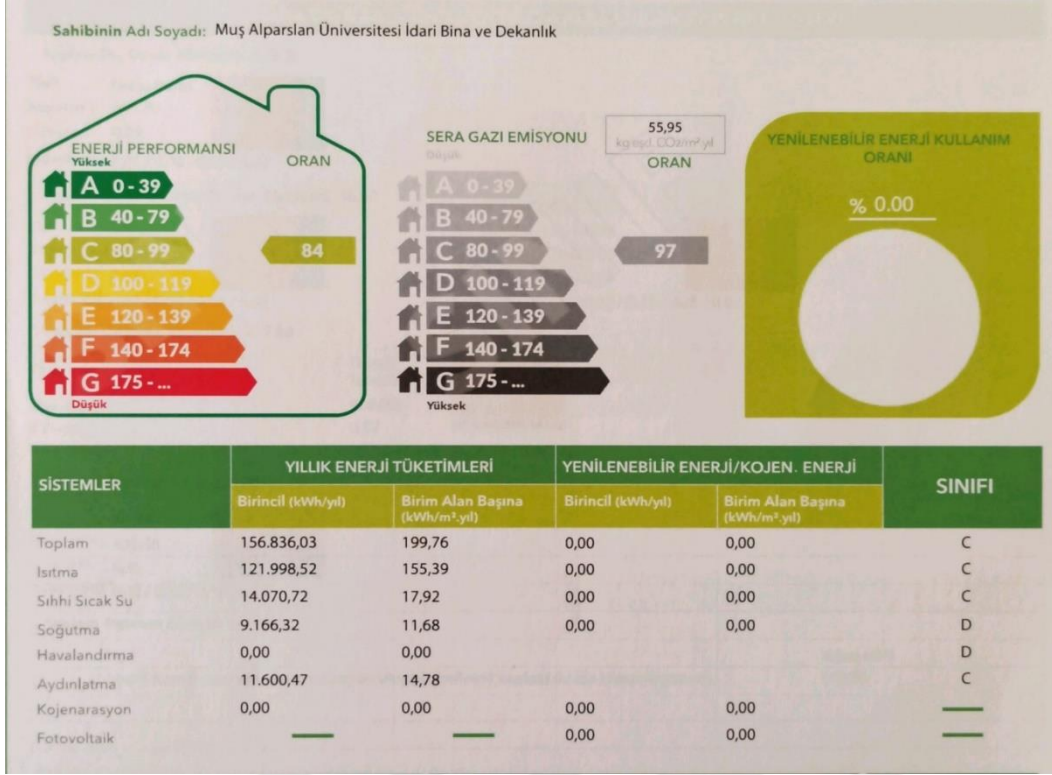 Sahibinin Adı Soyadı: Muş Alparslan Üniversitesi İdari Bina ve Dekanlık
ENERJİ PERFORMANSI
Yüksek
ORAN
A 0 - 39
B 40 - 79
C 80 - 99
84
D 100 - 119
E 120 - 139
F 140 - 174
G 175 - ...
Düşük
SERA GAZI EMİSYONU
Düşük
55,95
kg eşd. CO2/m² yıl
ORAN
A 0 - 39
B 40 - 79
C 80 - 99
97
D 100 - 119
E 120 - 139
F 140 - 174
G 175 - ...
Yüksek
YENİLENEBİLİR ENERJİ KULLANIM
ORANI
% 0.00
SİSTEMLER
YILLIK ENERJİ TÜKETİMLERİ
YENİLENEBİLİR ENERJİ/KOJEN. ENERJİ
SINIFI
Birincil (kWh/yıl)
Birim Alan Başına
(kWh/m².yıl)
Birincil (kWh/yıl)
Birim Alan Başına
(kWh/m².yıl)
Toplam 156.836,03 199,76 0,00 0,00 C
Isıtma 121.998,52 155,39 0,00 0,00 C
Sıhhi Sıcak Su 14.070,72 17,92 0,00 0,00 C
Soğutma 9.166,32 11,68 0,00 0,00 D
Havalandırma 0,00 0,00 D
Aydınlatma 11.600,47 14,78 C
Kojenarasyon 0,00 0,00 0,00 0,00
Fotovoltaik 0,00 0,00